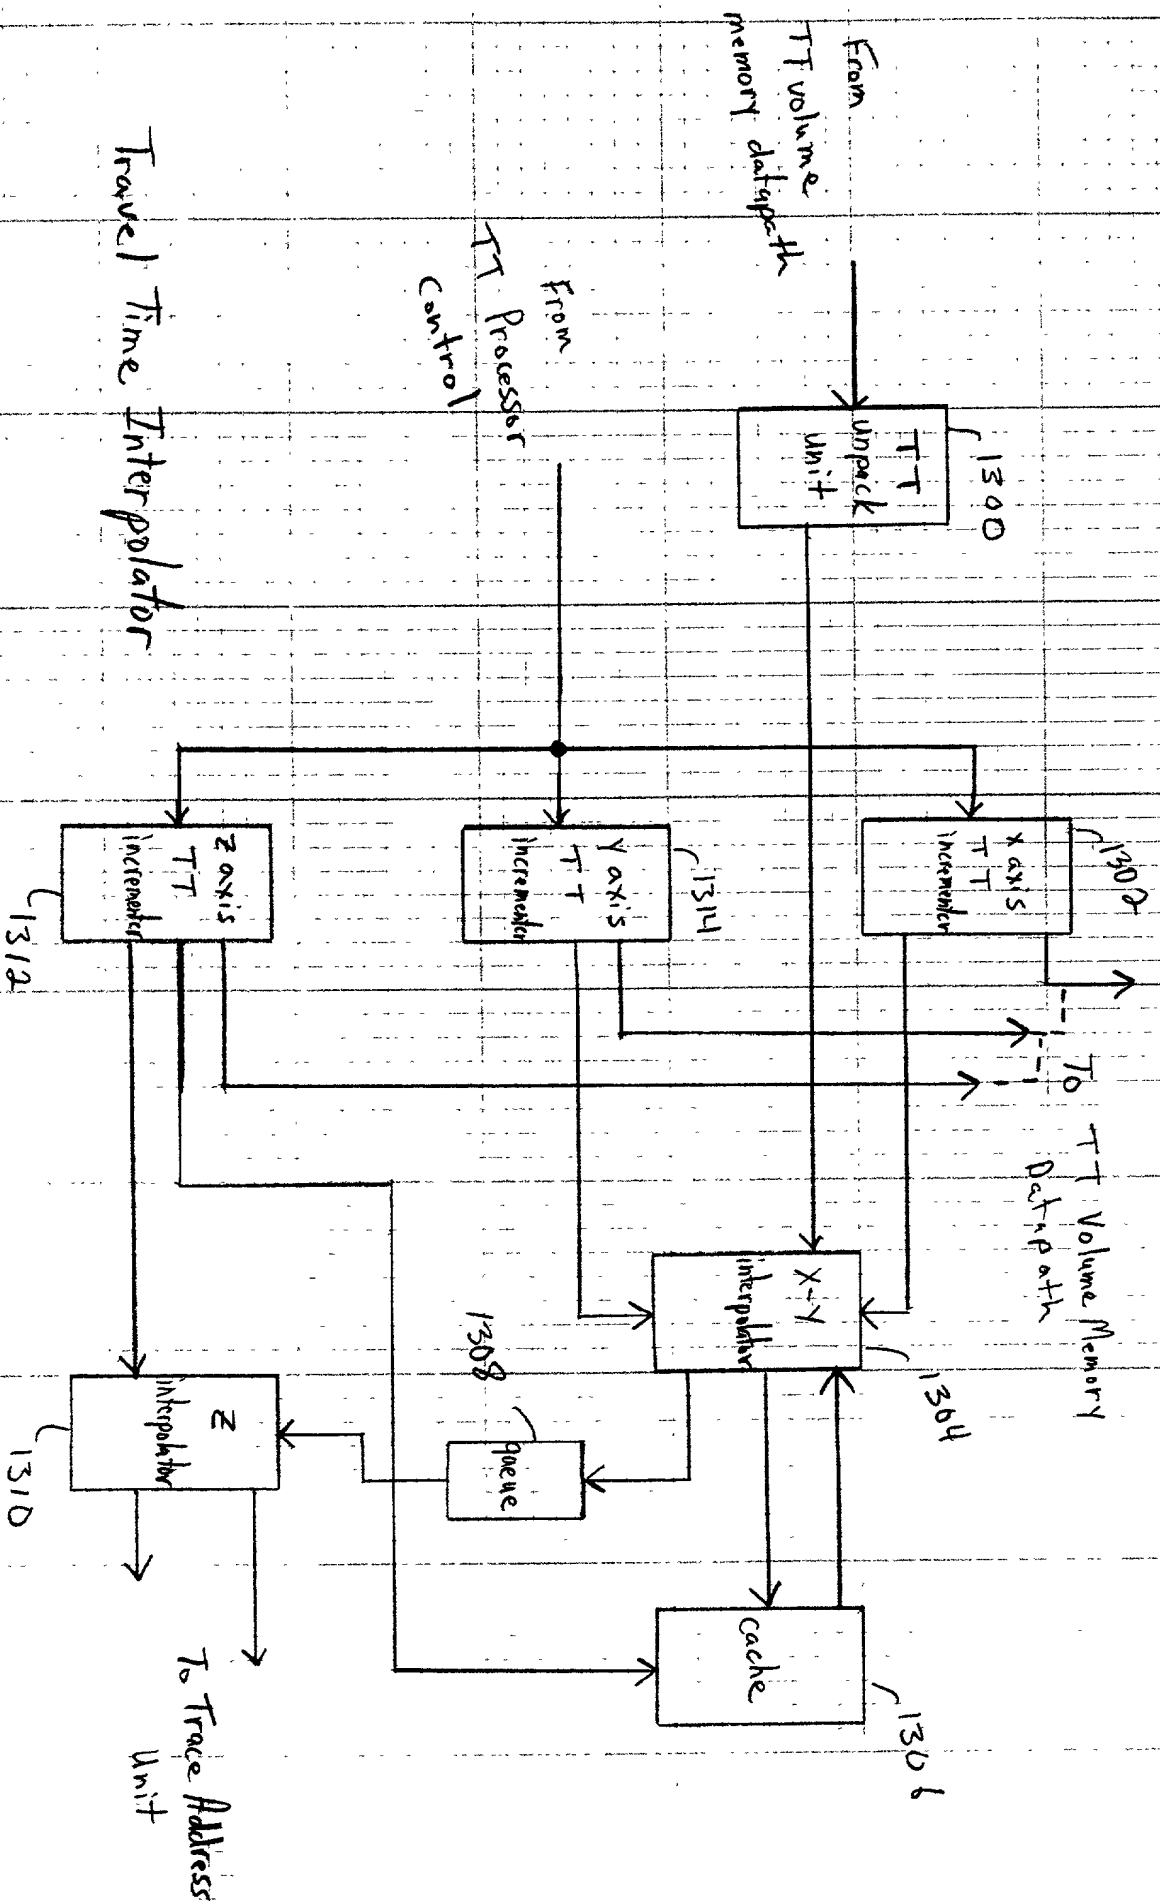 From
TT volume
memory datapath
1300
TT
unpack
unit
1302
X axis
TT
incrementer
To TT Volume Memory
Datapath
From
TT Processor
Control
1314
Y axis
TT
incrementer
X-Y
interpolator
1304
cache
1306
1308
queue
Z axis
TT
incrementer
1312
Z
interpolator
1310
To Trace Address
Unit
Travel Time Interpolator